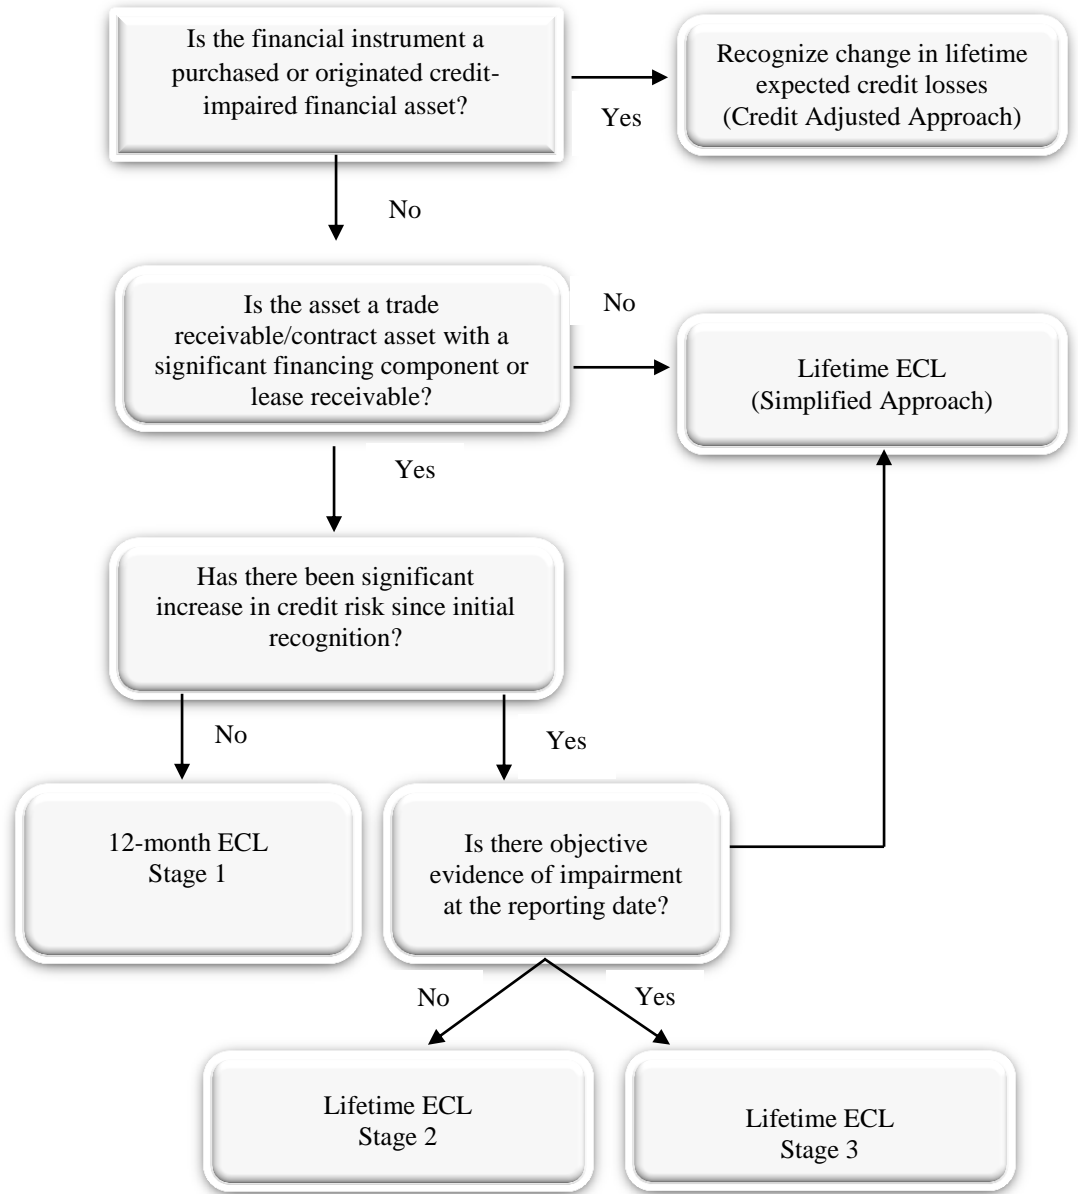 Is the financial instrument a
purchased or originated credit-
impaired financial asset?
Yes
Recognize change in lifetime
expected credit losses
(Credit Adjusted Approach)
No
Is the asset a trade
receivable/contract asset with a
significant financing component or
lease receivable?
No
Lifetime ECL
(Simplified Approach)
Yes
Has there been significant
increase in credit risk since initial
recognition?
No
Yes
12-month ECL
Stage 1
Is there objective
evidence of impairment
at the reporting date?
No
Yes
Lifetime ECL
Stage 2
Lifetime ECL
Stage 3